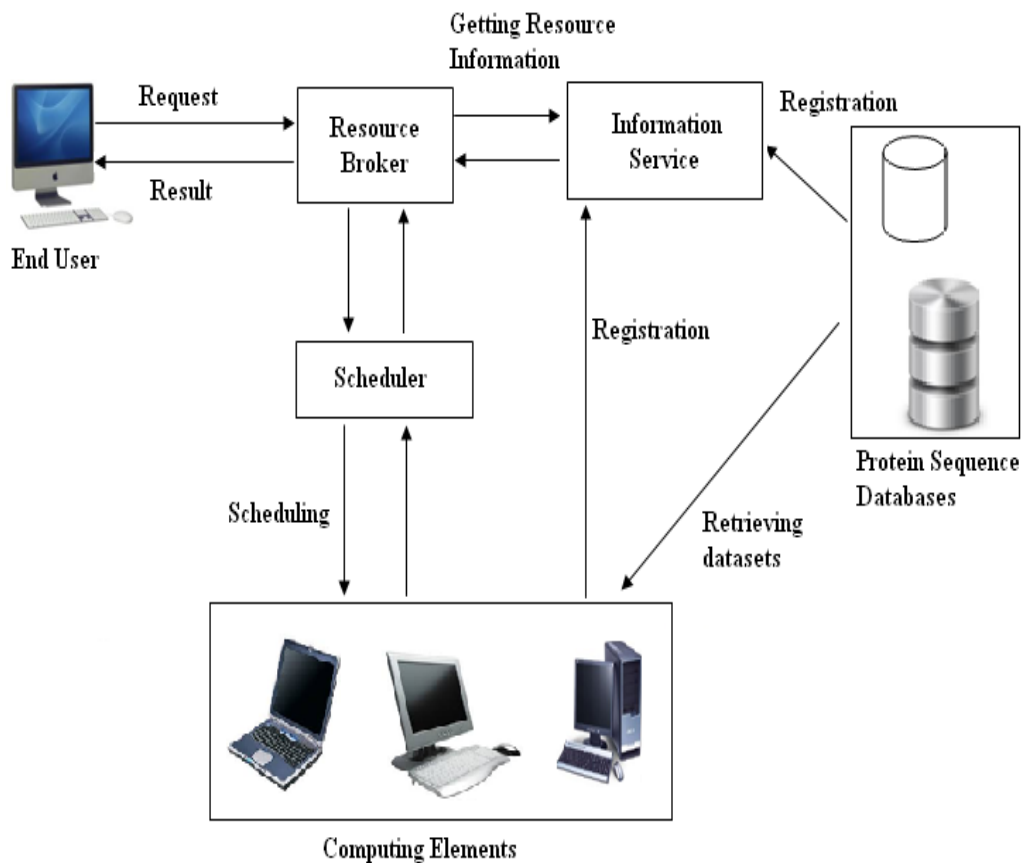 Getting Resource
Information
Request
Registration
Resource
Broker
Information
Service
Result
End User
Registration
Scheduler
Protein Sequence
Databases
Scheduling
Retrieving
datasets
Computing Elements